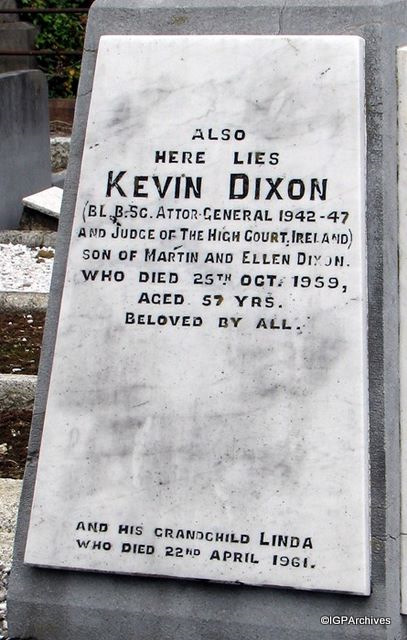 ALSO
HERE LIES
KEVIN DIXON
(B.L. B.SC. ATTOR-GENERAL 1942-47
AND JUDGE OF THE HIGH COURT, IRELAND)
SON OF MARTIN AND ELLEN DIXON.
WHO DIED 25TH OCT. 1959,
AGED 57 YRS.
BELOVED BY ALL.
AND HIS GRANDCHILD LINDA
WHO DIED 22ND APRIL 1961.
©IGPArchives